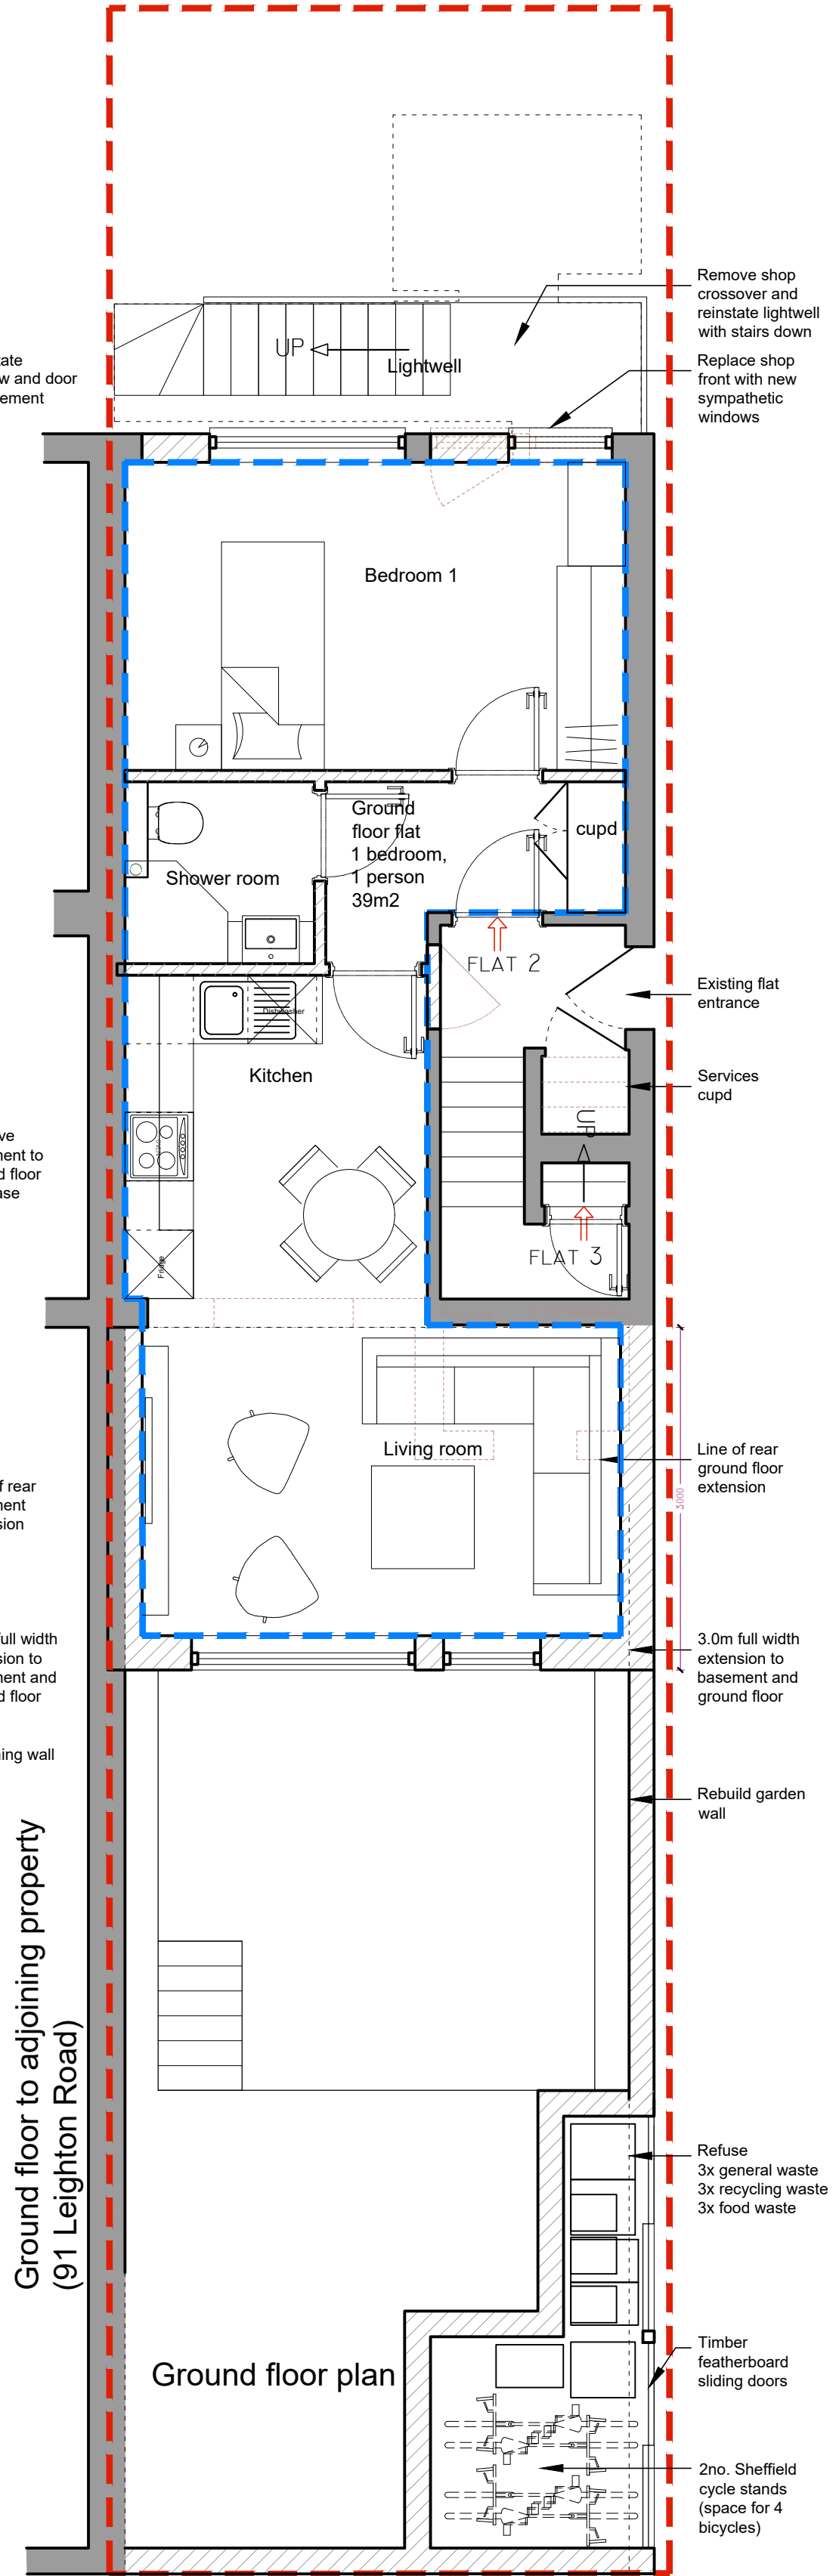 Remove shop
crossover and
reinstate lightwell
with stairs down
UP
Lightwell
Replace shop
front with new
sympathetic
windows
w and door
ement
Bedroom 1
Ground
floor flat
1 bedroom,
1 person
39m2
cupd
Shower room
FLAT 2
Existing flat
entrance
Dishwasher
Kitchen
Services
cupd
UP
ve
ment to
d floor
ase
FLAT 3
Fridge
Living room
Line of rear
ground floor
extension
3000
f rear
ment
sion
full width
sion to
ment and
d floor
3.0m full width
extension to
basement and
ground floor
ning wall
Rebuild garden
wall
Ground floor to adjoining property
(91 Leighton Road)
Refuse
3x general waste
3x recycling waste
3x food waste
Timber
featherboard
sliding doors
Ground floor plan
2no. Sheffield
cycle stands
(space for 4
bicycles)